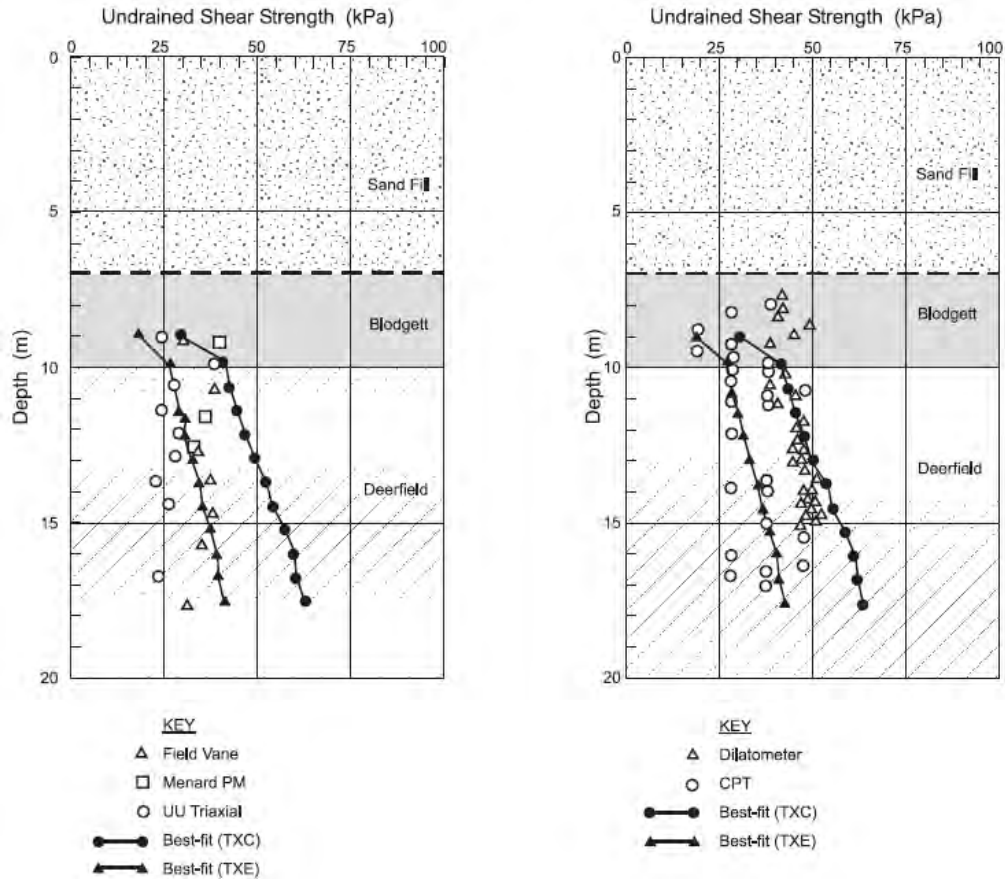 Undrained Shear Strength (kPa)
0 25 50 75 100
0
5
10
15
20
Depth (m)
Sand Fill
Blodgett
Deerfield
KEY
Field Vane
Menard PM
UU Triaxial
Best-fit (TXC)
Best-fit (TXE)
Undrained Shear Strength (kPa)
0 25 50 75 100
0
5
10
15
20
Depth (m)
Sand Fill
Blodgett
Deerfield
KEY
Dilatometer
CPT
Best-fit (TXC)
Best-fit (TXE)